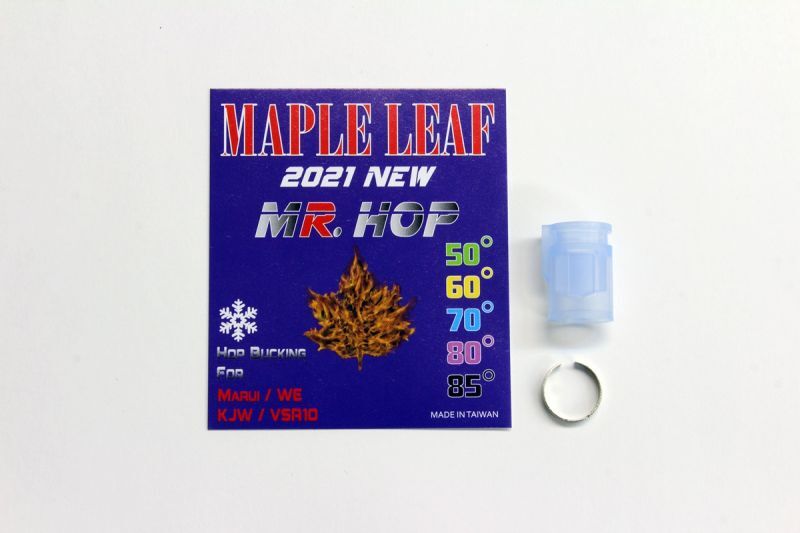 MAPLE LEAF
2021 NEW
MR. HOP
50°
60°
70°
80°
85°
Hop Bucking
For
Marui / WE
KJW / VSR10
MADE IN TAIWAN